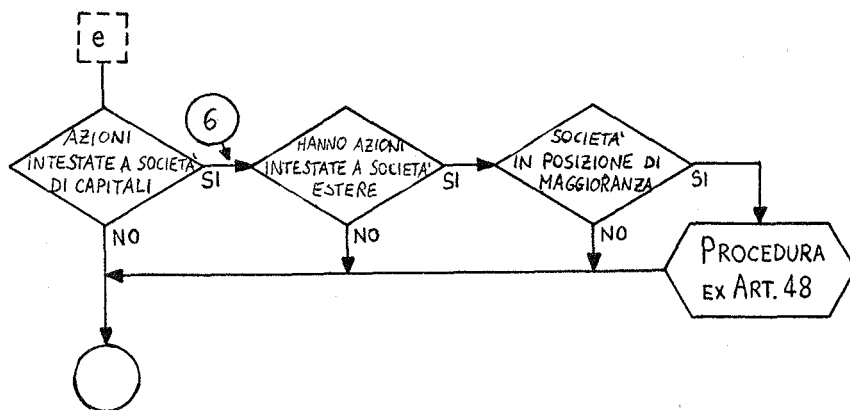 e
AZIONI
INTESTATE A SOCIETA'
DI CAPITALI
SI
NO
6
HANNO AZIONI
INTESTATE A SOCIETA'
ESTERE
SI
NO
SOCIETA'
IN POSIZIONE DI
MAGGIORANZA
SI
NO
PROCEDURA
EX ART. 48